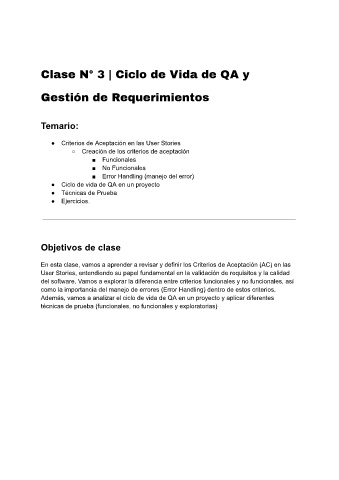 Clase N° 3 | Ciclo de Vida de QA y
Gestión de Requerimientos
Temario:
● Criterios de Aceptación en las User Stories
○ Creación de los criterios de aceptación
■ Funcionales
■ No Funcionales
■ Error Handling (manejo del error)
● Ciclo de vida de QA en un proyecto
● Técnicas de Prueba
● Ejercicios
Objetivos de clase
En esta clase, vamos a aprender a revisar y definir los Criterios de Aceptación (AC) en las
User Stories, entendiendo su papel fundamental en la validación de requisitos y la calidad
del software. Vamos a explorar la diferencia entre criterios funcionales y no funcionales, así
como la importancia del manejo de errores (Error Handling) dentro de estos criterios.
Además, vamos a analizar el ciclo de vida de QA en un proyecto y aplicar diferentes
técnicas de prueba (funcionales, no funcionales y exploratorias)